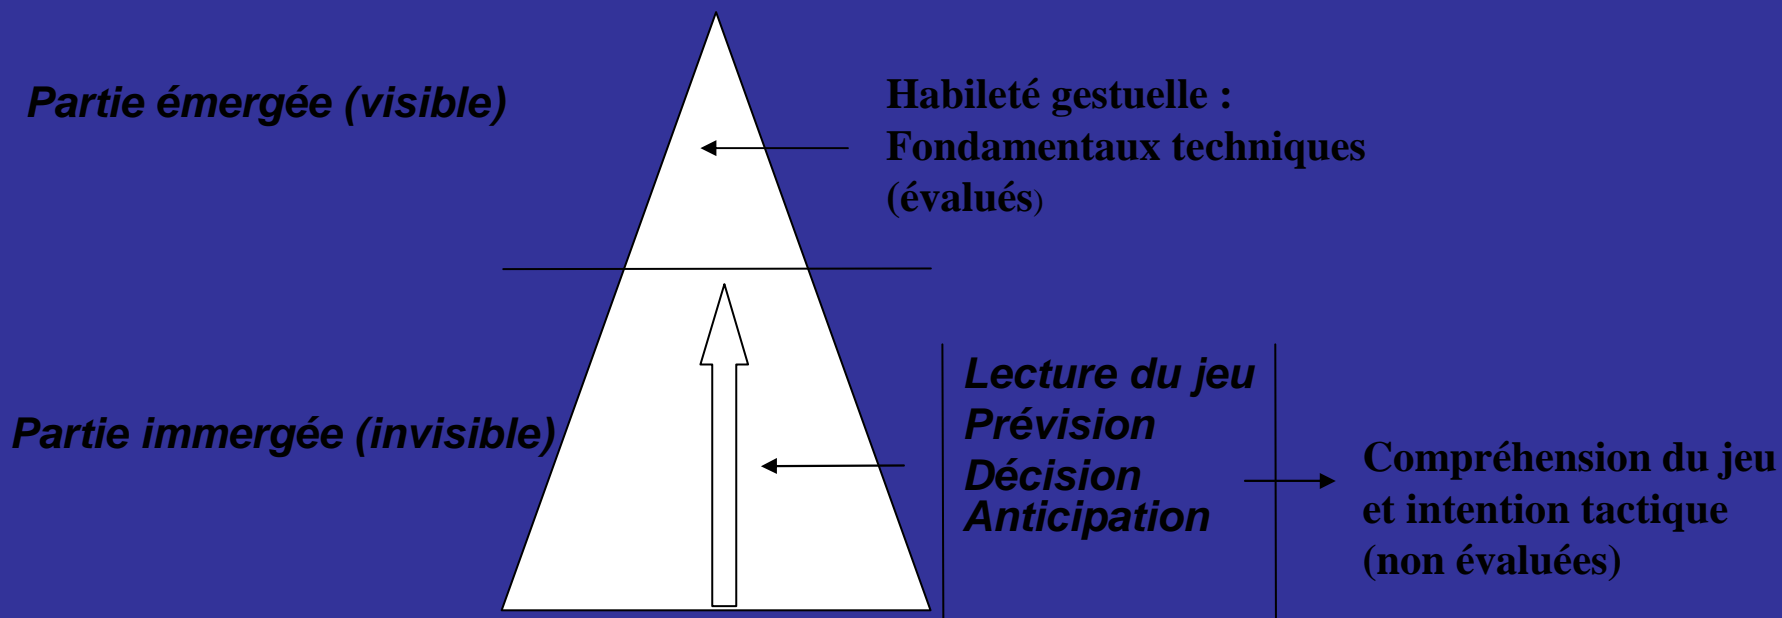 Partie émergée (visible)
Habileté gestuelle :
Fondamentaux techniques
(évalués)
Partie immergée (invisible)
Lecture du jeu
Prévision
Décision
Anticipation
Compréhension du jeu
et intention tactique
(non évaluées)